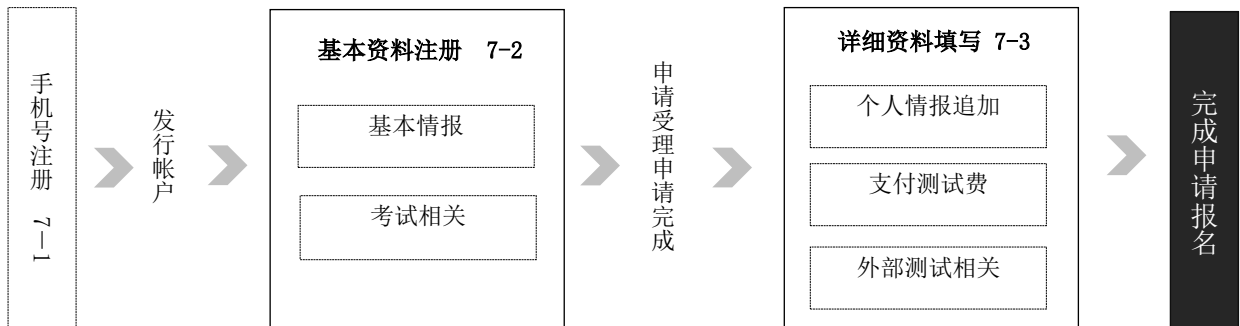 手机号注册 7—1
发行帐户
基本资料注册 7-2
基本情报
考试相关
申请受理申请完成
详细资料填写 7-3
个人情报追加
支付测试费
外部测试相关
完成申请报名